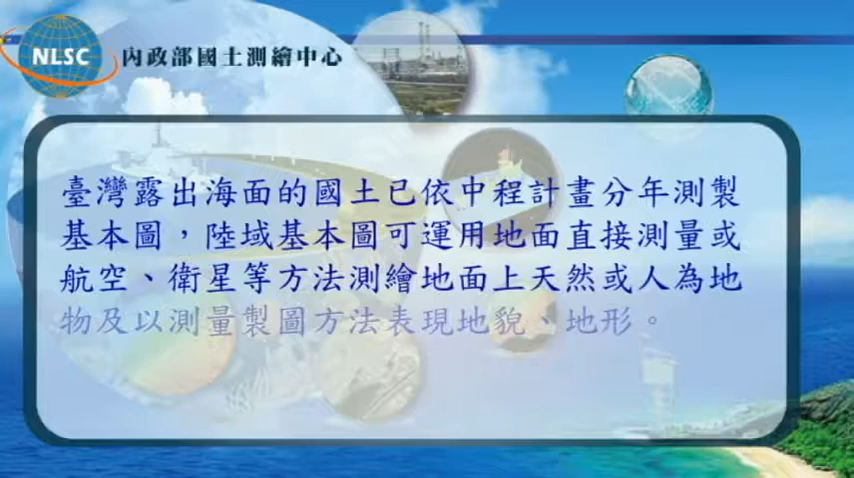 NLSC 內政部國土測繪中心
臺灣露出海面的國土已依中程計畫分年測製
基本圖，陸域基本圖可運用地面直接測量或
航空、衛星等方法測繪地面上天然或人為地
物及以測量製圖方法表現地貌、地形。